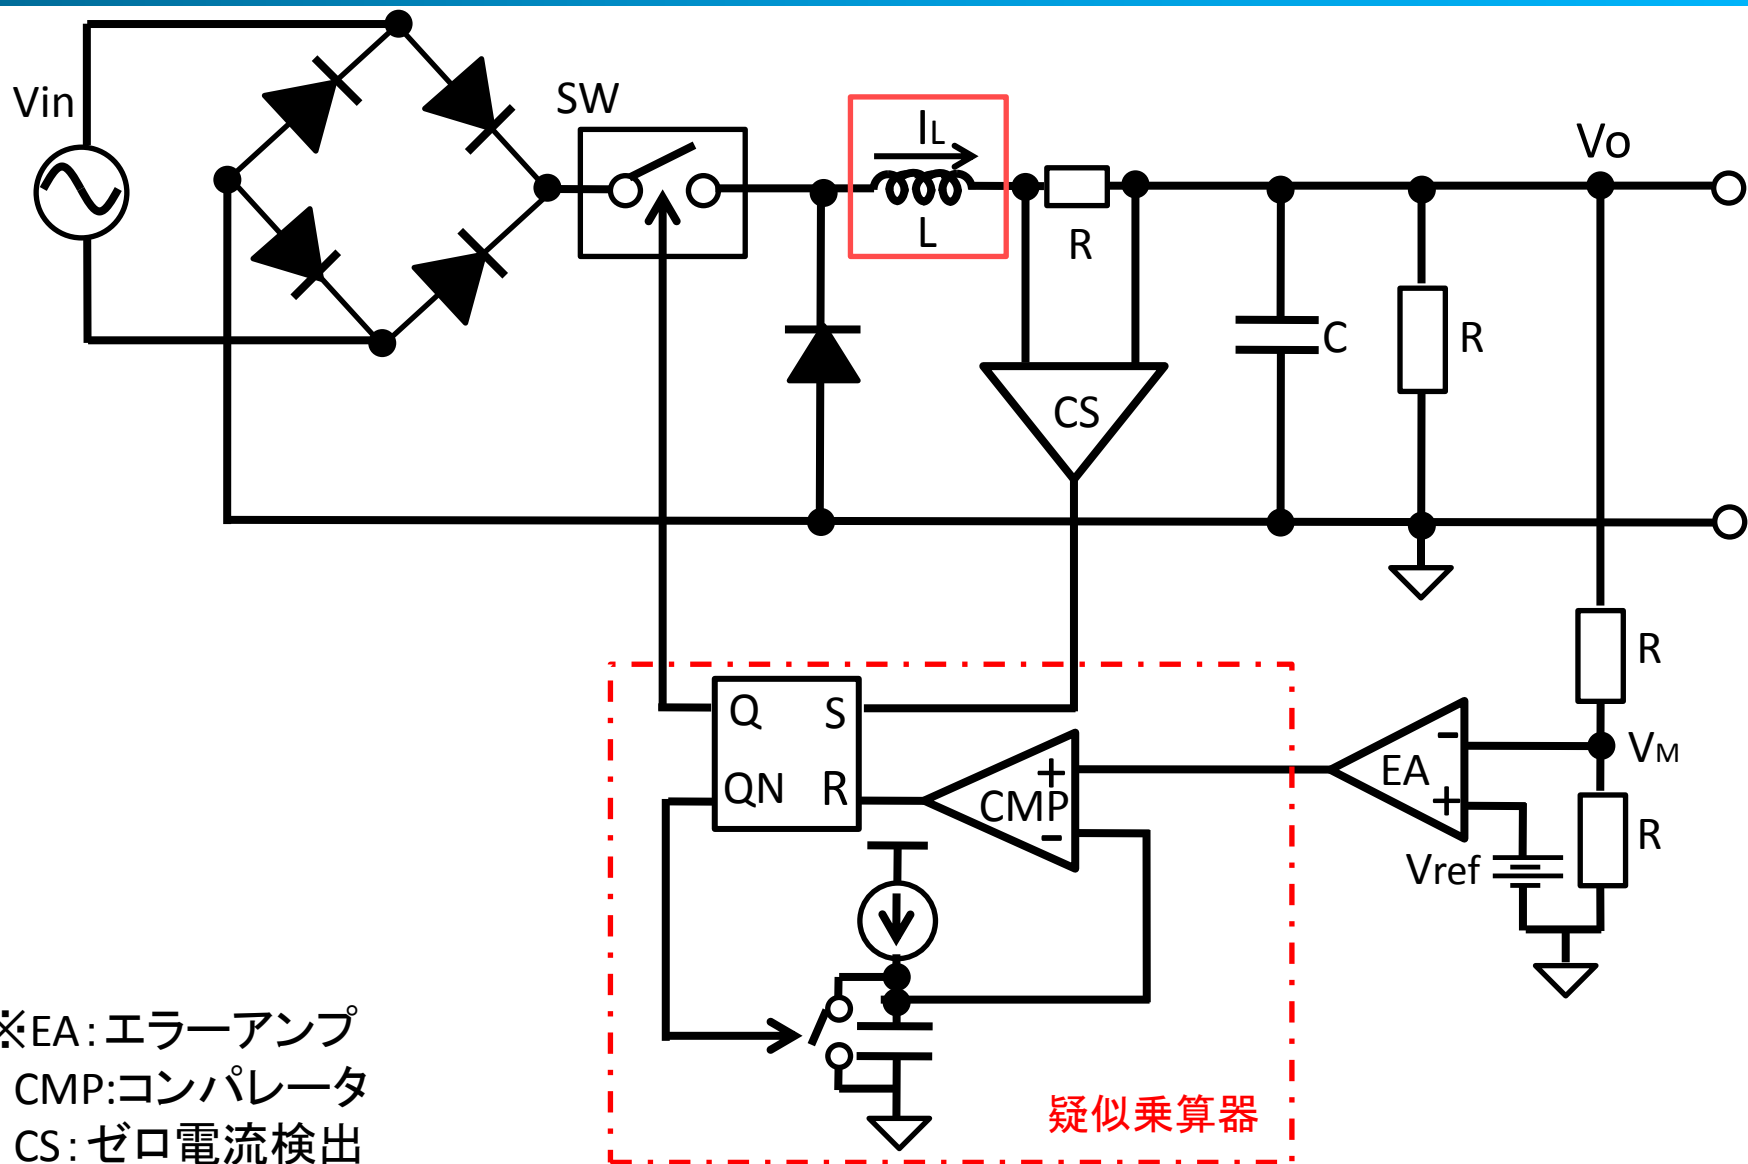 Vin
SW
IL
L
R
Vo
C
R
CS
R
Q
S
QN
R
CMP
+
-
EA
-
+
VM
Vref
R
疑似乗算器
※EA:エラーアンプ
CMP:コンパレータ
CS:ゼロ電流検出